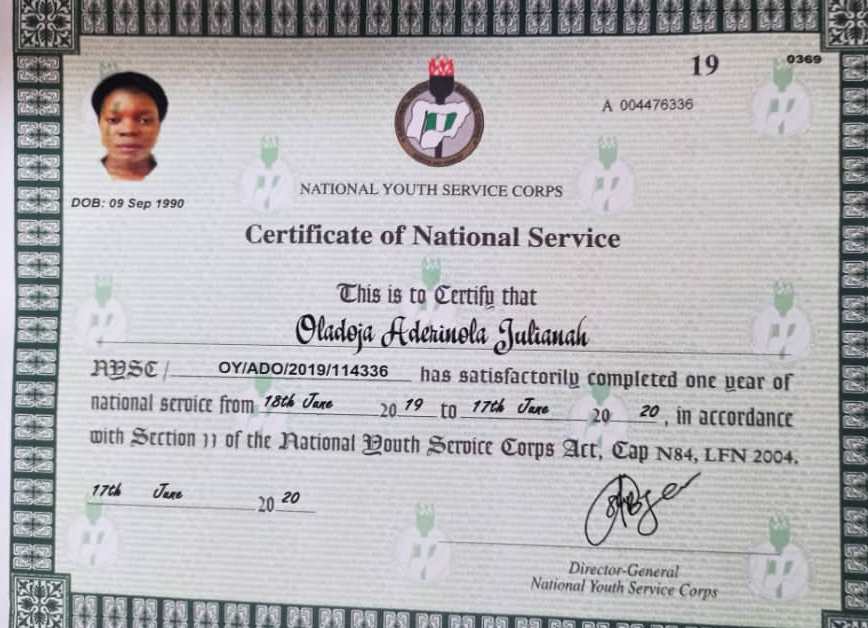 19
0369
A 004476336
NATIONAL YOUTH SERVICE CORPS
DOB: 09 Sep 1990
Certificate of National Service
This is to Certify that
Oladoja Aderinola Julianah
NYSC/ OY/ADO/2019/114336 has satisfactorily completed one year of
national service from 18th June 2019 to 17th June 2020, in accordance
with Section 11 of the National Youth Service Corps Act, Cap N84, LFN 2004.
17th June 2020
Director-General
National Youth Service Corps